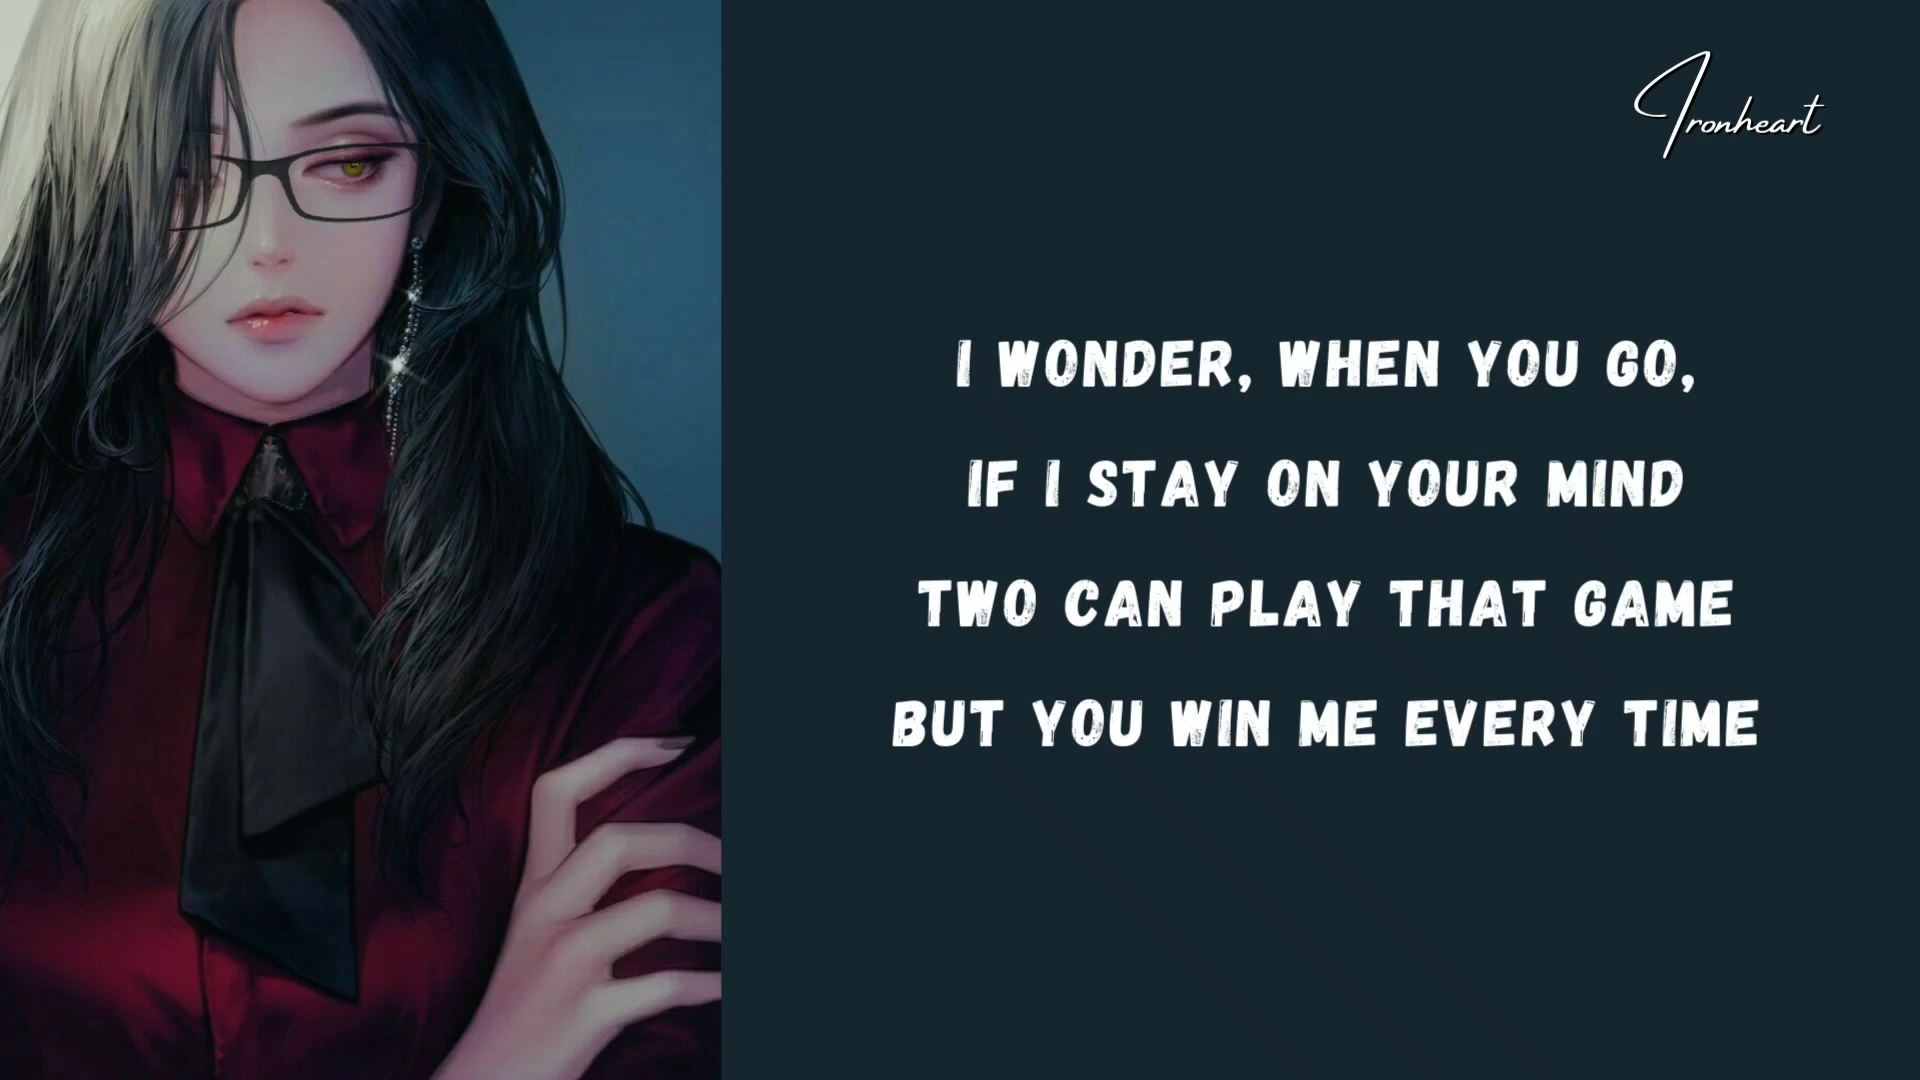 Ironheart
I WONDER, WHEN YOU GO,
IF I STAY ON YOUR MIND
TWO CAN PLAY THAT GAME
BUT YOU WIN ME EVERY TIME